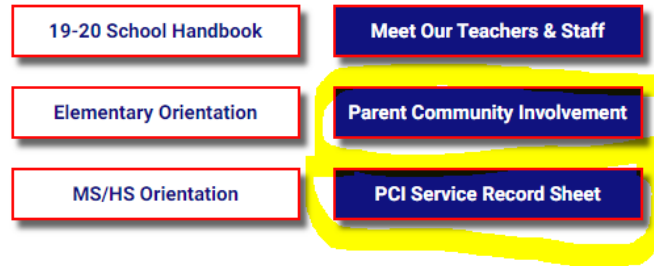 19-20 School Handbook
Meet Our Teachers & Staff
Elementary Orientation
Parent Community Involvement
MS/HS Orientation
PCI Service Record Sheet